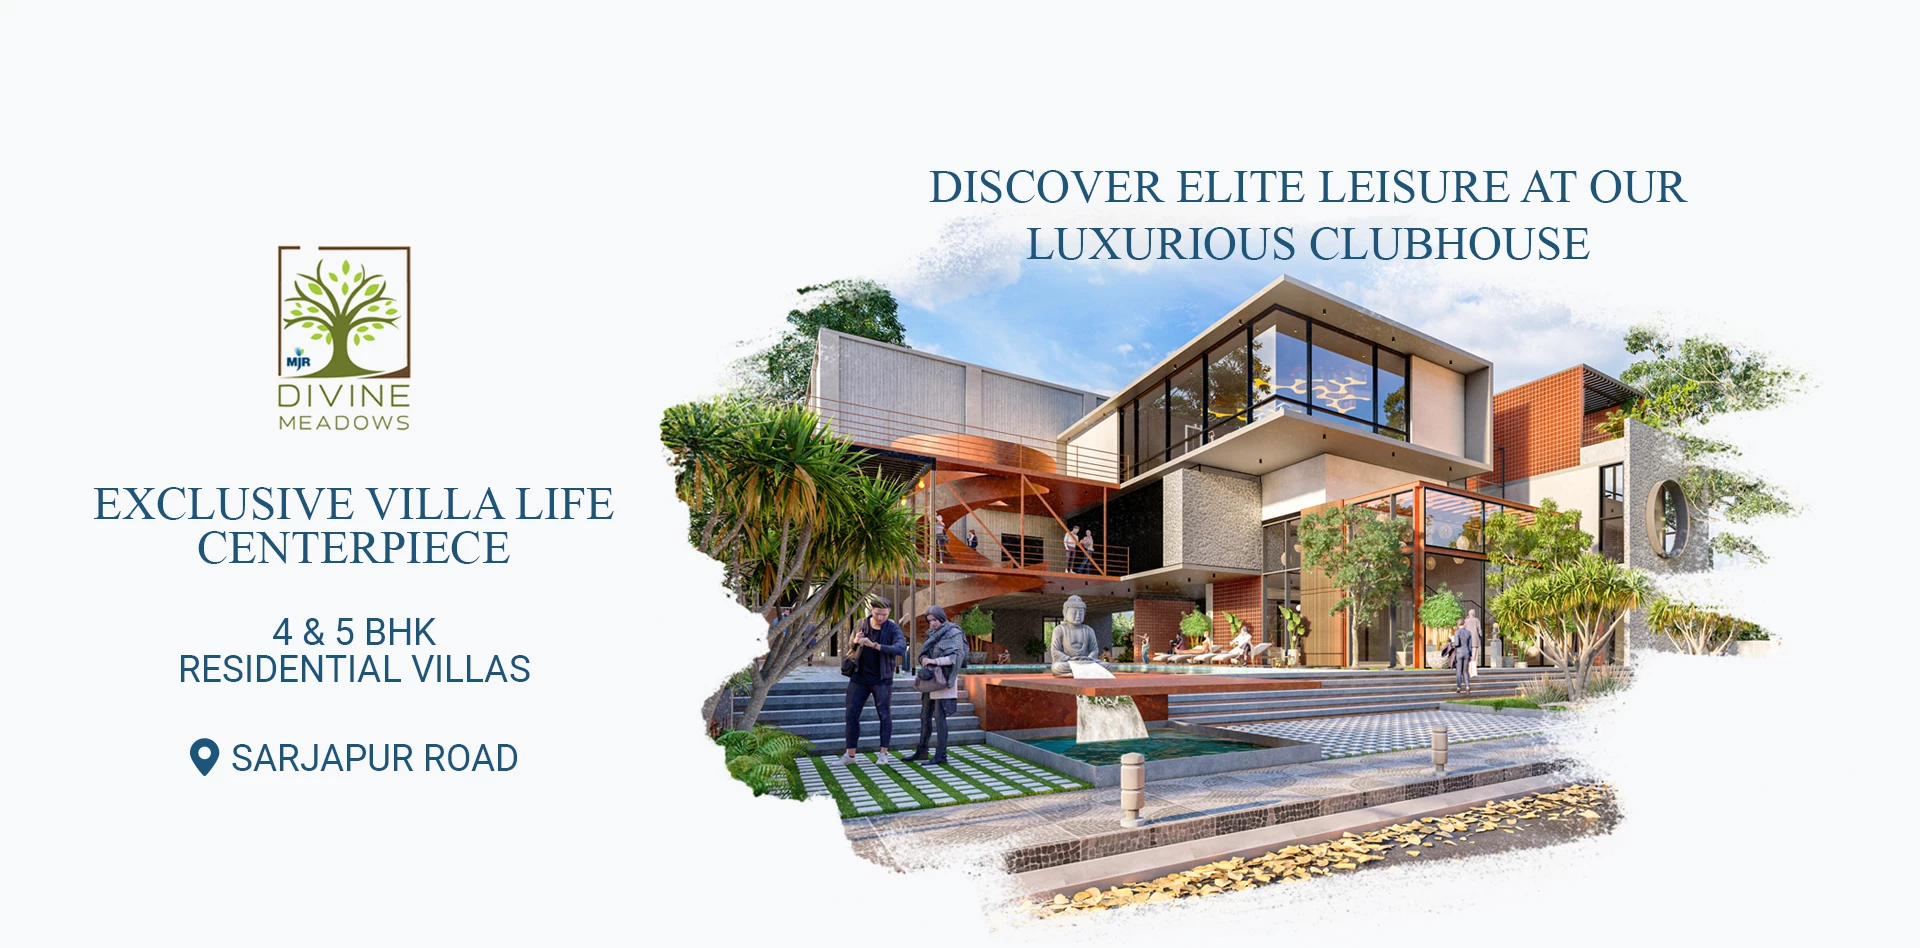 MJR
DIVINE
MEADOWS
EXCLUSIVE VILLA LIFE
CENTERPIECE
4 & 5 BHK
RESIDENTIAL VILLAS
SARJAPUR ROAD
DISCOVER ELITE LEISURE AT OUR
LUXURIOUS CLUBHOUSE